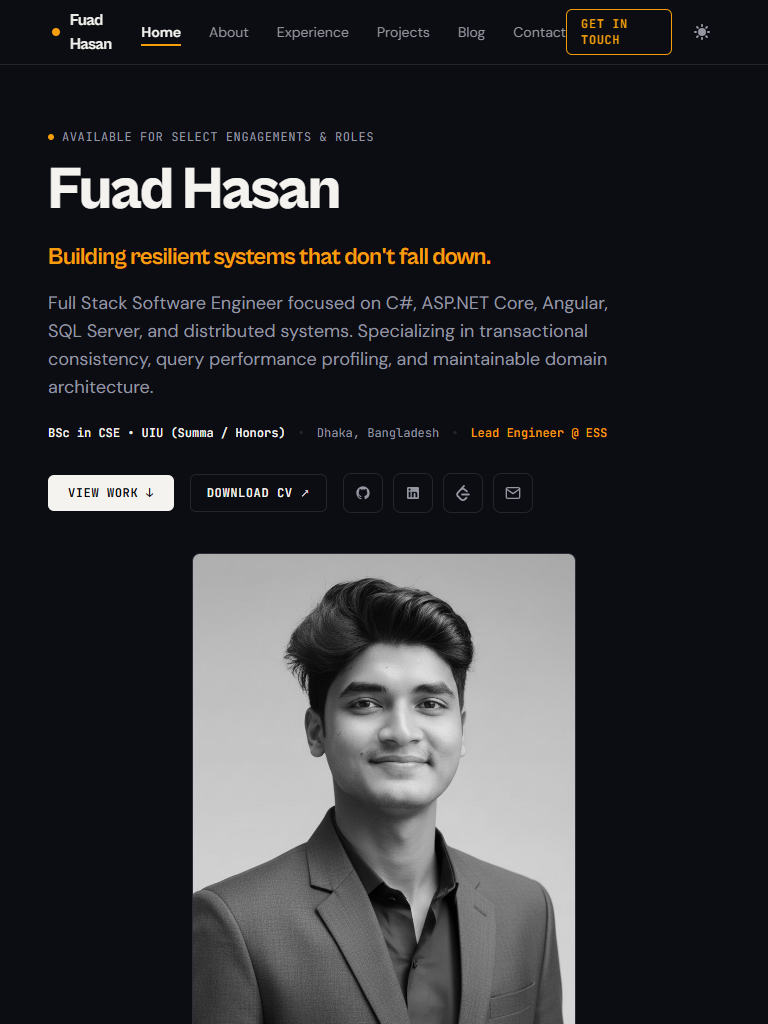 Fuad
Hasan
Home
About
Experience
Projects
Blog
Contact
GET IN
TOUCH
AVAILABLE FOR SELECT ENGAGEMENTS & ROLES
Fuad Hasan
Building resilient systems that don't fall down.
Full Stack Software Engineer focused on C#, ASP.NET Core, Angular,
SQL Server, and distributed systems. Specializing in transactional
consistency, query performance profiling, and maintainable domain
architecture.
BSc in CSE • UIU (Summa / Honors) • Dhaka, Bangladesh • Lead Engineer @ ESS
VIEW WORK ↓
DOWNLOAD CV ↗
in